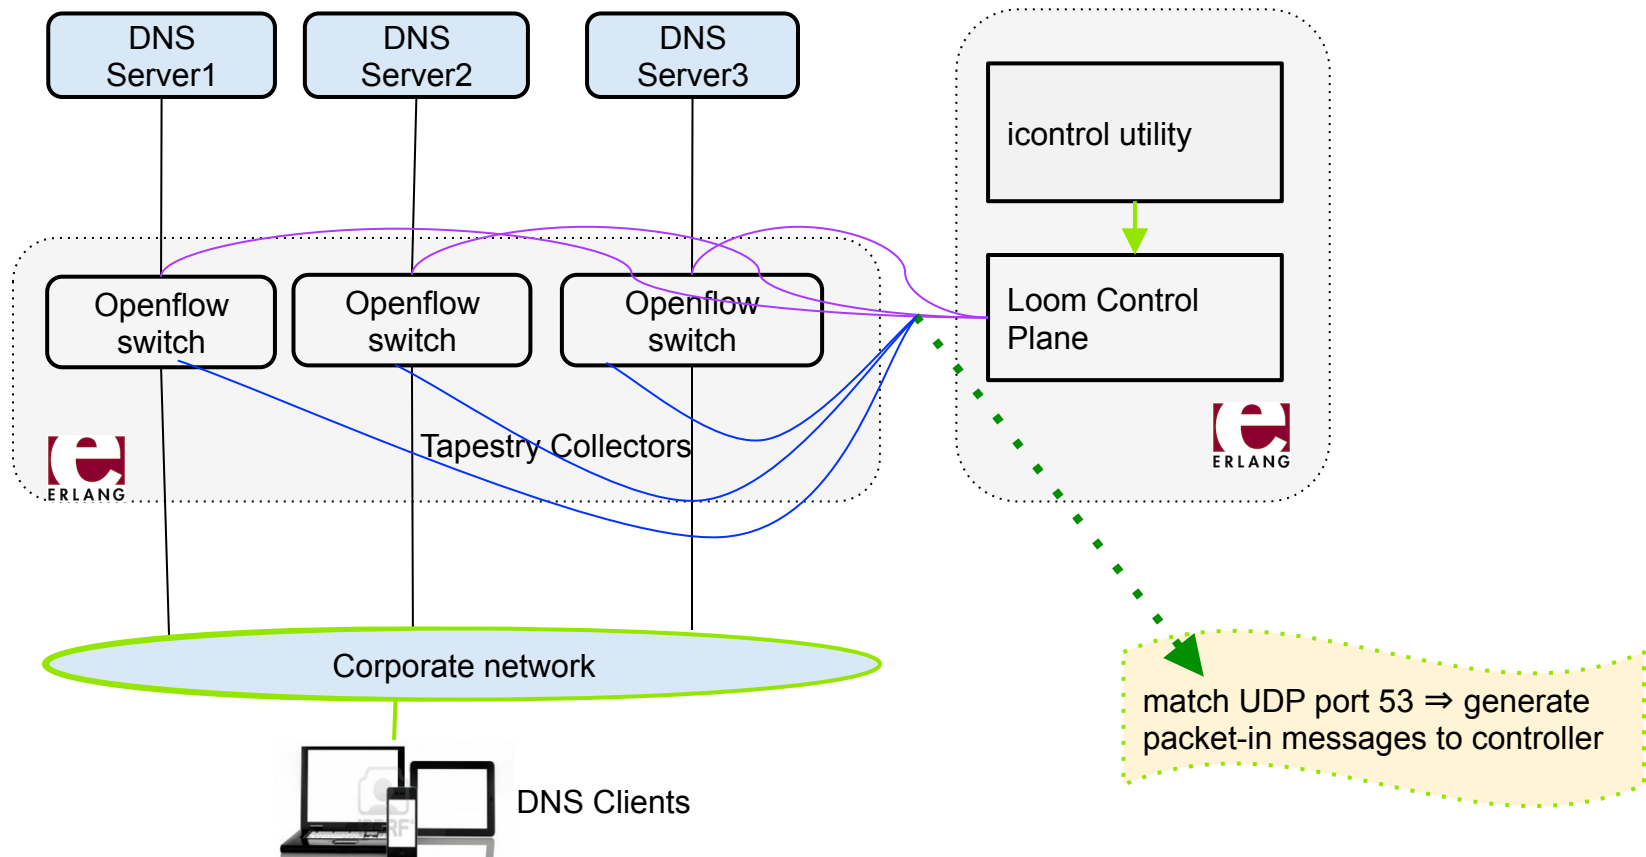 DNS
Server1
DNS
Server2
DNS
Server3
icontrol utility
Openflow
switch
Openflow
switch
Openflow
switch
Loom Control
Plane
Tapestry Collectors
ERLANG
ERLANG
Corporate network
match UDP port 53 ⇒ generate
packet-in messages to controller
DNS Clients